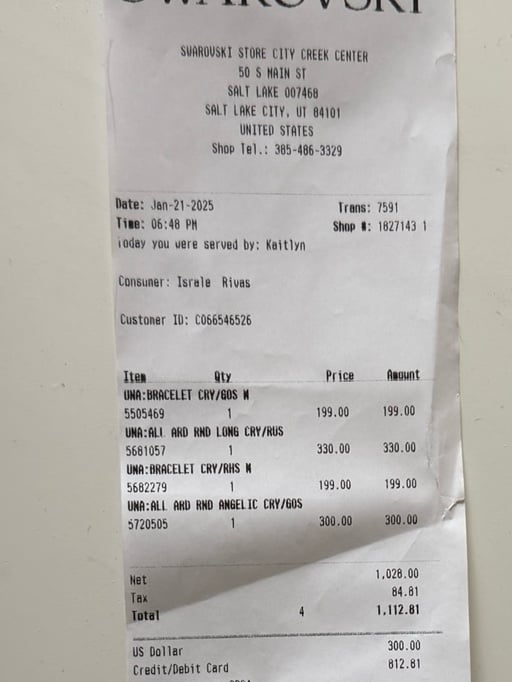 SWAROVSKI
SWAROVSKI STORE CITY CREEK CENTER
50 S MAIN ST
SALT LAKE 007468
SALT LAKE CITY, UT 84101
UNITED STATES
Shop Tel.: 385-486-3329
Date: Jan-21-2025 Trans: 7591
Time: 06:48 PM Shop #: 1827143 1
Today you were served by: Kaitlyn
Consumer: Israle Rivas
Customer ID: C066546526
Item Qty Price Amount
UNA:BRACELET CRY/GOS M
5505469 1 199.00 199.00
UNA:ALL ARD RND LONG CRY/RUS
5681057 1 330.00 330.00
UNA:BRACELET CRY/RHS M
5682279 1 199.00 199.00
UNA:ALL ARD RND ANGELIC CRY/GOS
5720505 1 300.00 300.00
Net 1,028.00
Tax 84.81
Total 4 1,112.81
US Dollar 300.00
Credit/Debit Card 812.81